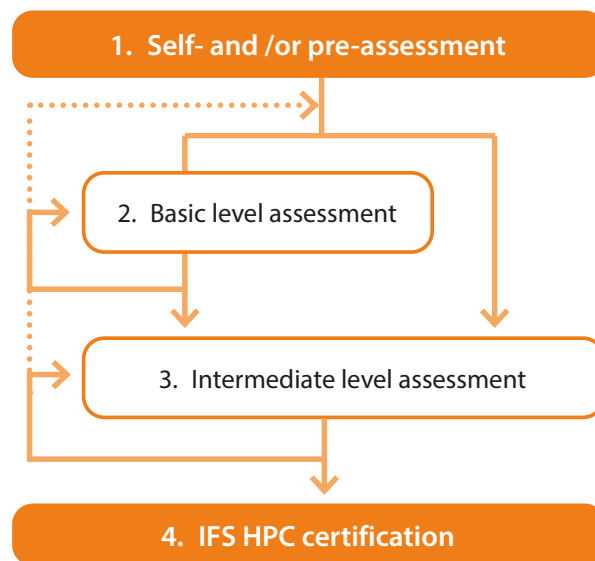 1. Self- and /or pre-assessment
2. Basic level assessment
3. Intermediate level assessment
4. IFS HPC certification